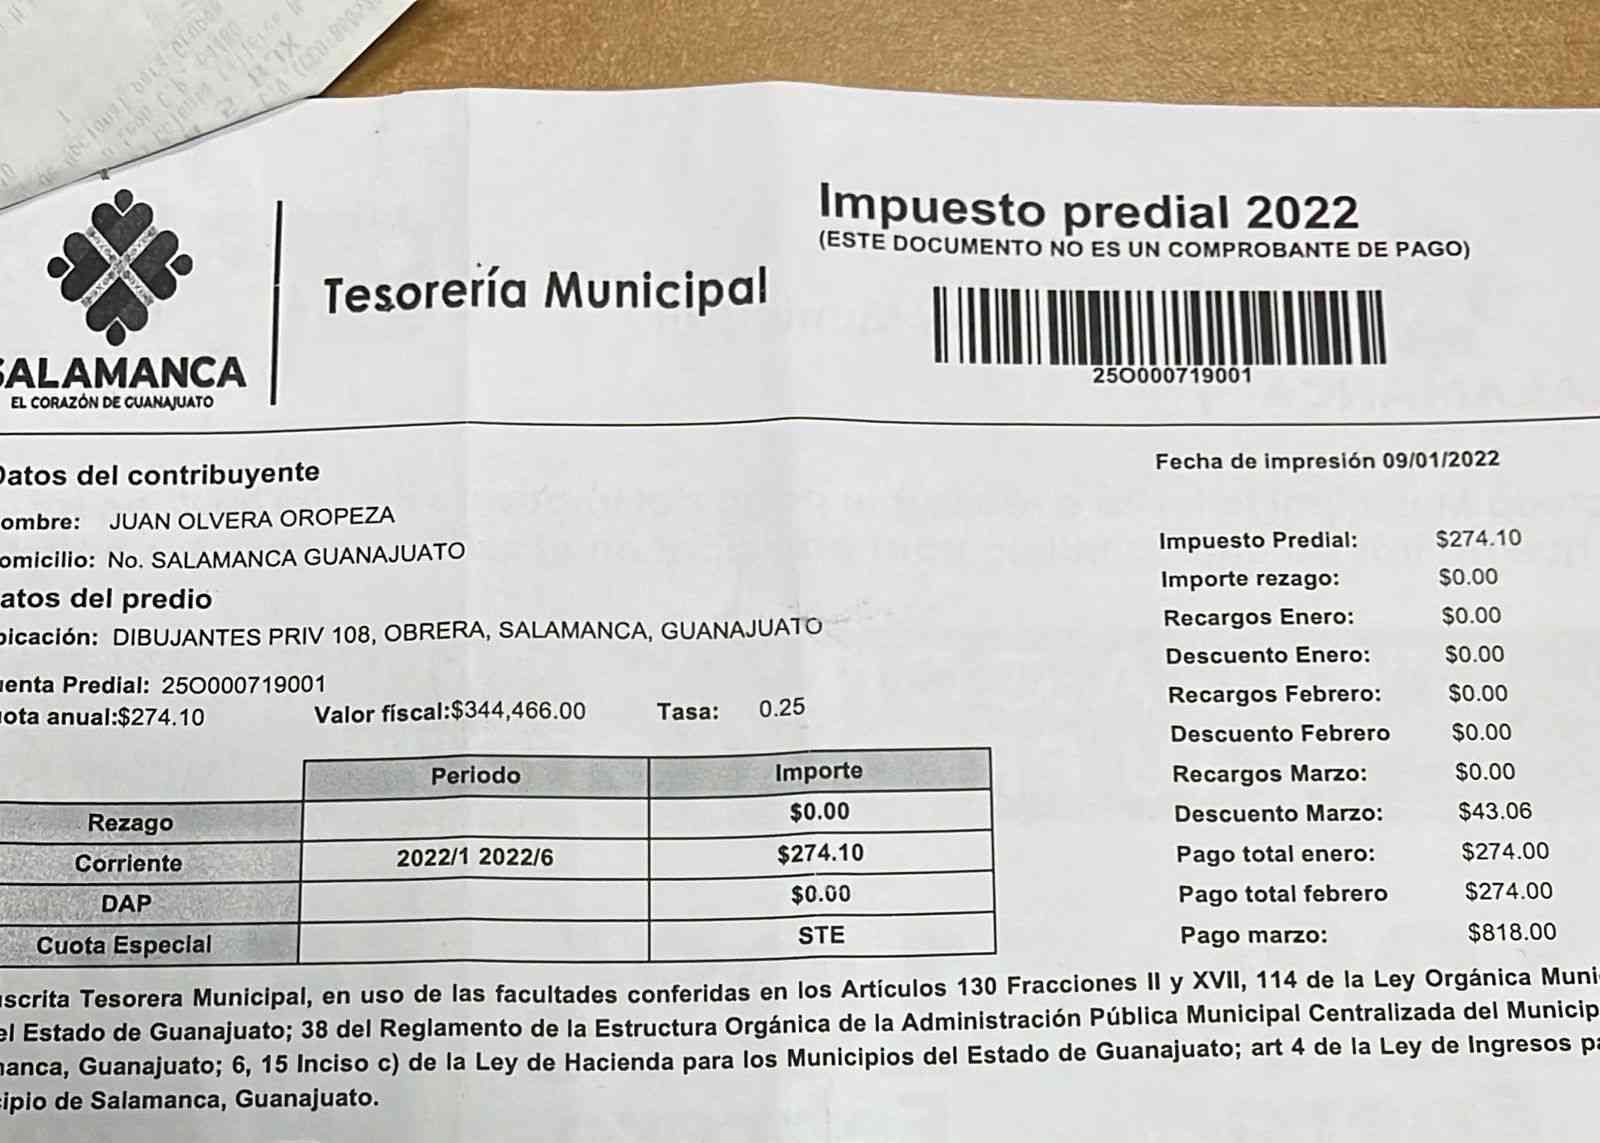 SALAMANCA
EL CORAZÓN DE GUANAJUATO
Tesorería Municipal
Impuesto predial 2022
(ESTE DOCUMENTO NO ES UN COMPROBANTE DE PAGO)
25O000719001
Fecha de impresión 09/01/2022
Datos del contribuyente
ombre: JUAN OLVERA OROPEZA
omicilio: No. SALAMANCA GUANAJUATO
atos del predio
bicación: DIBUJANTES PRIV 108, OBRERA, SALAMANCA, GUANAJUATO
uenta Predial: 25O000719001
uota anual:$274.10 Valor físcal:$344,466.00 Tasa: 0.25
Periodo Importe
Rezago $0.00
Corriente 2022/1 2022/6 $274.10
DAP $0.00
Cuota Especial STE
Impuesto Predial: $274.10
Importe rezago: $0.00
Recargos Enero: $0.00
Descuento Enero: $0.00
Recargos Febrero: $0.00
Descuento Febrero $0.00
Recargos Marzo: $0.00
Descuento Marzo: $43.06
Pago total enero: $274.00
Pago total febrero $274.00
Pago marzo: $818.00
uscrita Tesorera Municipal, en uso de las facultades conferidas en los Artículos 130 Fracciones II y XVII, 114 de la Ley Orgánica Muni
el Estado de Guanajuato; 38 del Reglamento de la Estructura Orgánica de la Administración Pública Municipal Centralizada del Municip
manca, Guanajuato; 6, 15 Inciso c) de la Ley de Hacienda para los Municipios del Estado de Guanajuato; art 4 de la Ley de Ingresos pa
cipio de Salamanca, Guanajuato.